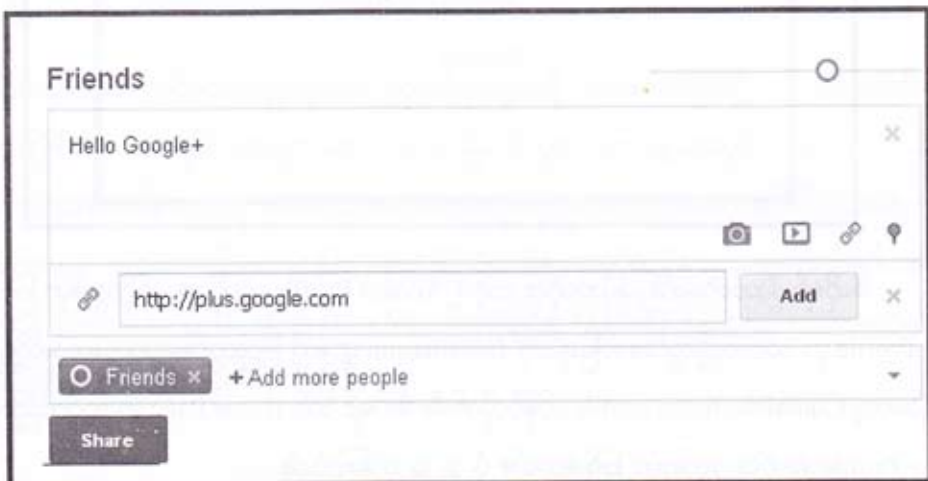 Friends
Hello Google+
http://plus.google.com Add
Friends × + Add more people
Share